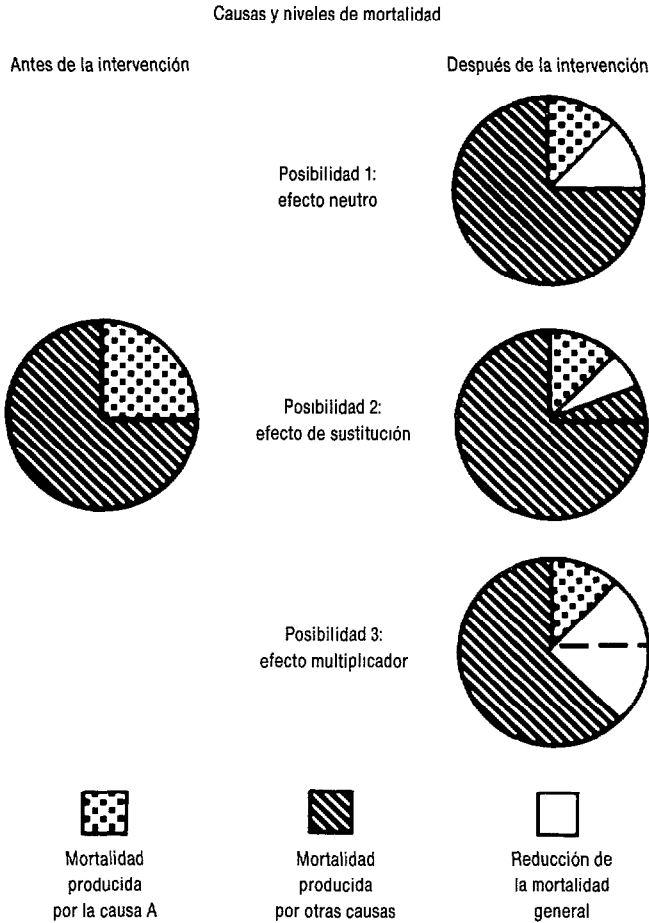 Causas y niveles de mortalidad
Antes de la intervención
Después de la intervención
Posibilidad 1:
efecto neutro
Posibilidad 2:
efecto de sustitución
Posibilidad 3:
efecto multiplicador
Mortalidad
producida
por la causa A
Mortalidad
producida
por otras causas
Reducción de
la mortalidad
general